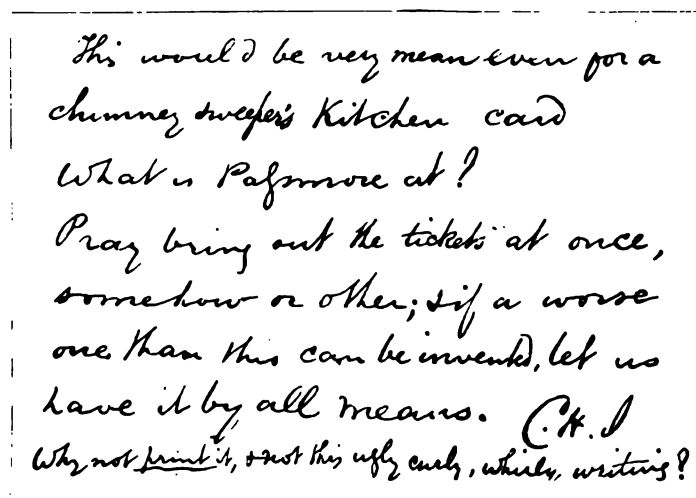 This would be very mean even for a
chimney sweeper's Kitchen card
What is Passmore at?
Pray bring out the tickets at once,
somehow or other; & if a worse
one than this can be invented, let us
have it by all means. C.H.S
Why not print it, & not this ugly curly, whirly, writing?